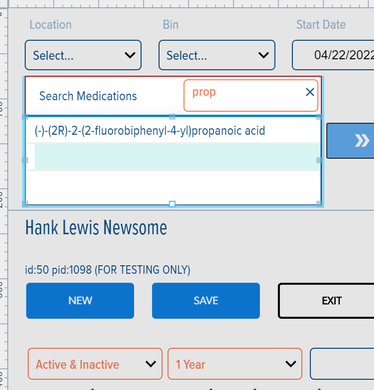 Location Bin Start Date
Select... Select... 04/22/2022
Search Medications prop
(-)-(2R)-2-(2-fluorobiphenyl-4-yl)propanoic acid
Hank Lewis Newsome
id:50 pid:1098 (FOR TESTING ONLY)
NEW SAVE EXIT
Active & Inactive 1 Year